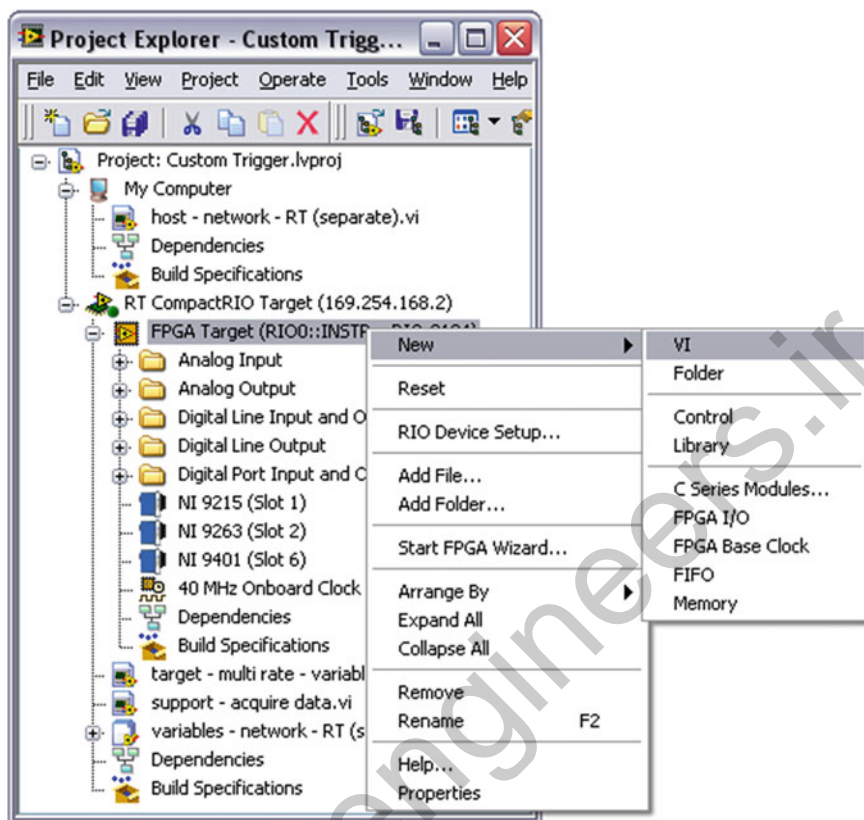 Project Explorer - Custom Trigg...
File Edit View Project Operate Tools Window Help
Project: Custom Trigger.lvproj
My Computer
host - network - RT (separate).vi
Dependencies
Build Specifications
RT CompactRIO Target (169.254.168.2)
FPGA Target (RIO0::INSTR
Analog Input
Analog Output
Digital Line Input and O
Digital Line Output
Digital Port Input and O
NI 9215 (Slot 1)
NI 9263 (Slot 2)
NI 9401 (Slot 6)
40 MHz Onboard Clock
Dependencies
Build Specifications
target - multi rate - variabl
support - acquire data.vi
variables - network - RT (s
Dependencies
Build Specifications
New
Reset
RIO Device Setup...
Add File...
Add Folder...
Start FPGA Wizard...
Arrange By
Expand All
Collapse All
Remove
Rename F2
Help...
Properties
VI
Folder
Control
Library
C Series Modules...
FPGA I/O
FPGA Base Clock
FIFO
Memory
engineers.ir